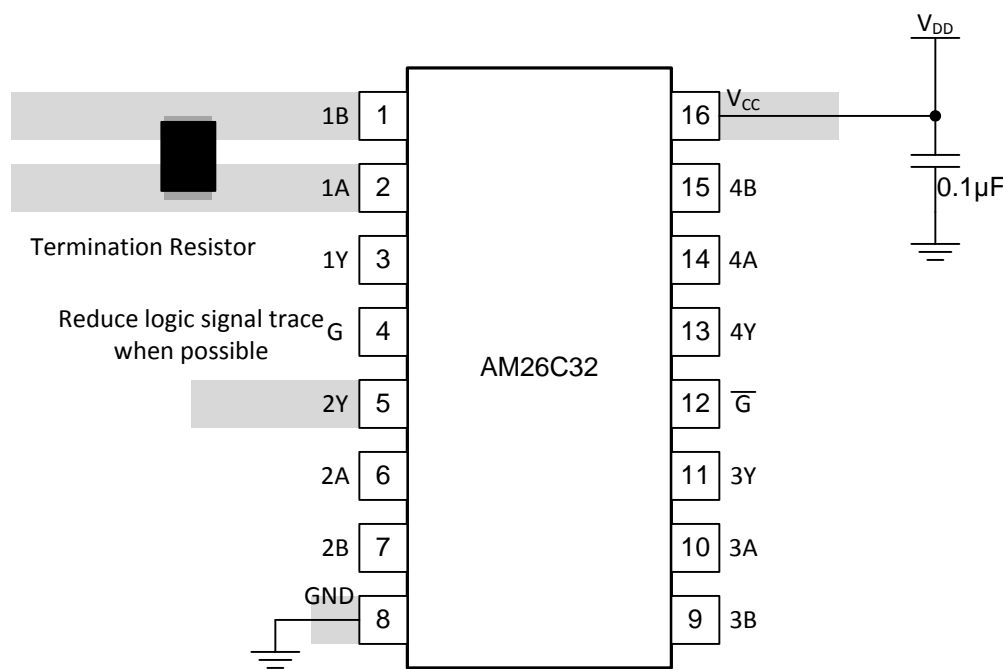 V_DD
1B
1
16
V_CC
1A
2
15
4B
0.1µF
Termination Resistor
1Y
3
14
4A
Reduce logic signal trace
when possible
G
4
13
4Y
AM26C32
2Y
5
12
G̅
2A
6
11
3Y
2B
7
10
3A
GND
8
9
3B